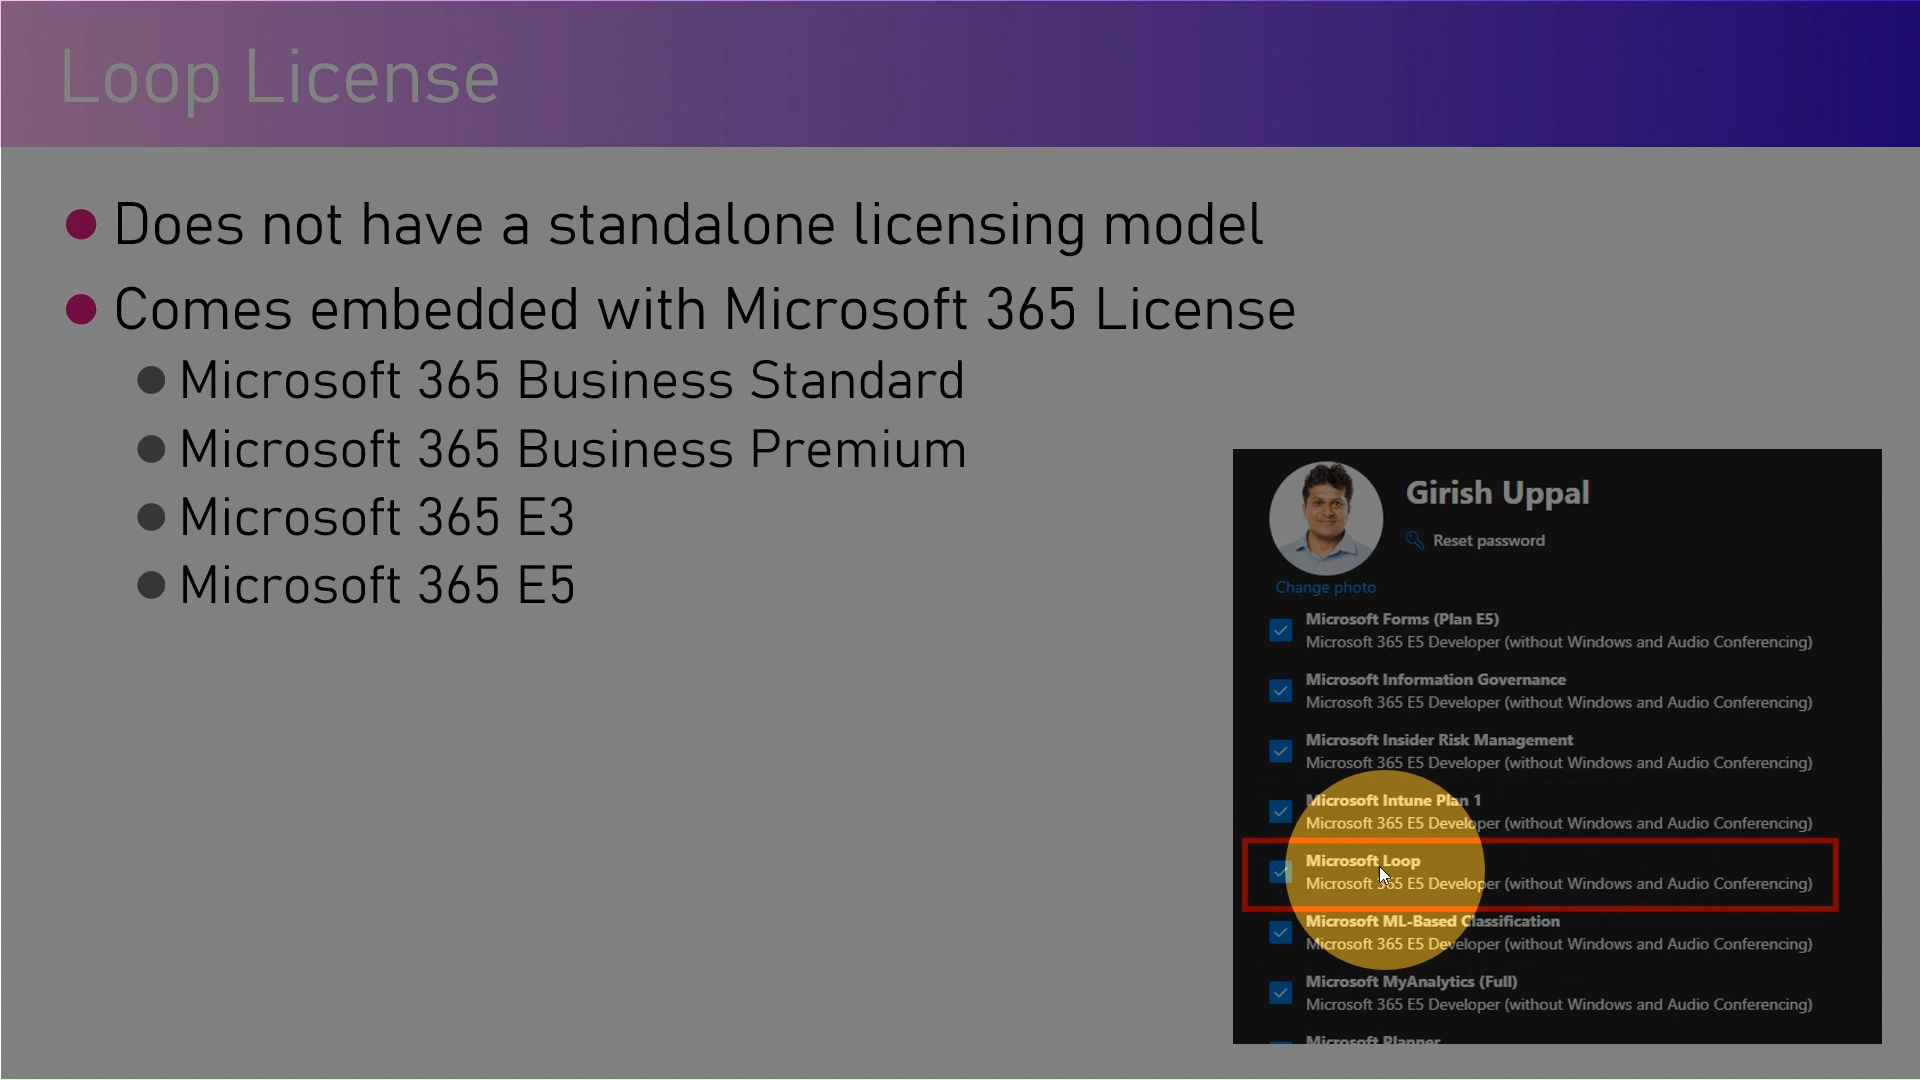 Loop License
Does not have a standalone licensing model
Comes embedded with Microsoft 365 License
Microsoft 365 Business Standard
Microsoft 365 Business Premium
Microsoft 365 E3
Microsoft 365 E5
Girish Uppal
Reset password
Change photo
Microsoft Forms (Plan E5)
Microsoft 365 E5 Developer (without Windows and Audio Conferencing)
Microsoft Information Governance
Microsoft 365 E5 Developer (without Windows and Audio Conferencing)
Microsoft Insider Risk Management
Microsoft 365 E5 Developer (without Windows and Audio Conferencing)
Microsoft Intune Plan 1
Microsoft 365 E5 Developer (without Windows and Audio Conferencing)
Microsoft Loop
Microsoft 365 E5 Developer (without Windows and Audio Conferencing)
Microsoft ML-Based Classification
Microsoft 365 E5 Developer (without Windows and Audio Conferencing)
Microsoft MyAnalytics (Full)
Microsoft 365 E5 Developer (without Windows and Audio Conferencing)
Microsoft Planner